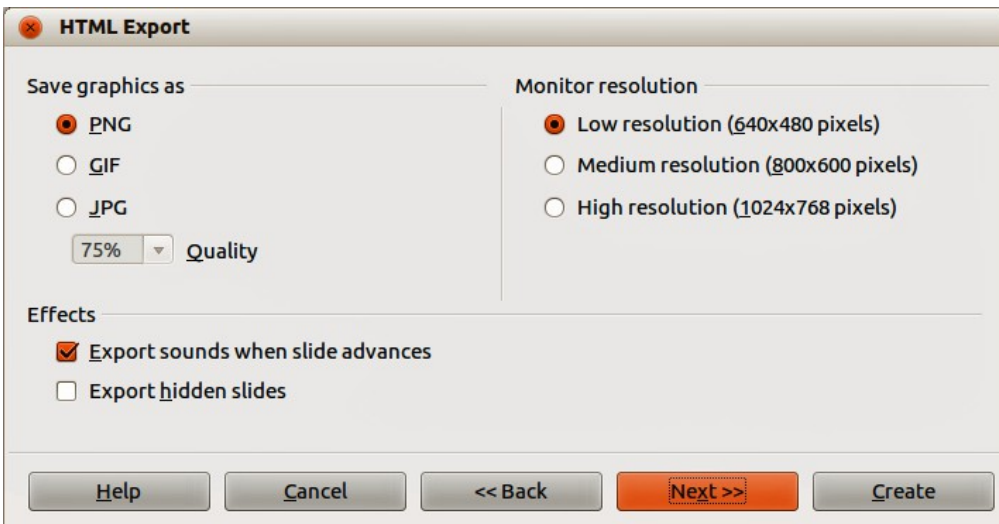 HTML Export
Save graphics as
PNG
GIF
JPG
75% Quality
Monitor resolution
Low resolution (640x480 pixels)
Medium resolution (800x600 pixels)
High resolution (1024x768 pixels)
Effects
Export sounds when slide advances
Export hidden slides
Help Cancel << Back Next >> Create